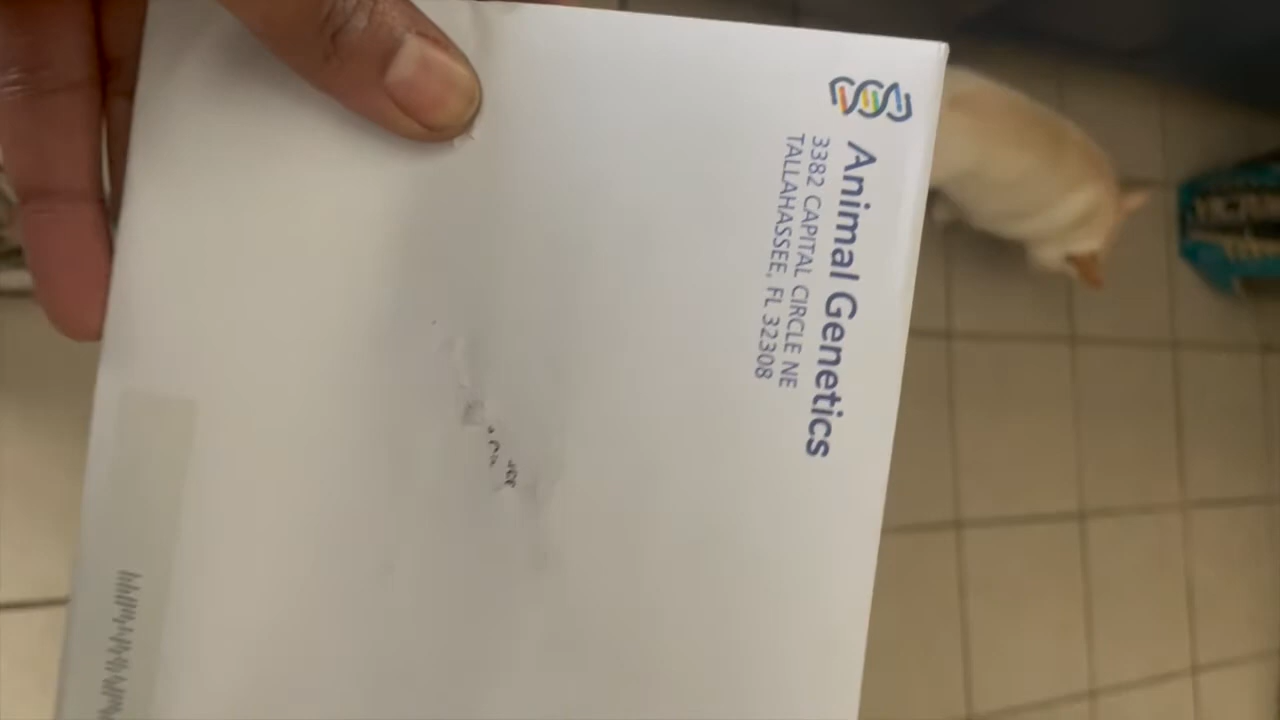 Animal Genetics
3382 CAPITAL CIRCLE NE
TALLAHASSEE, FL 32308